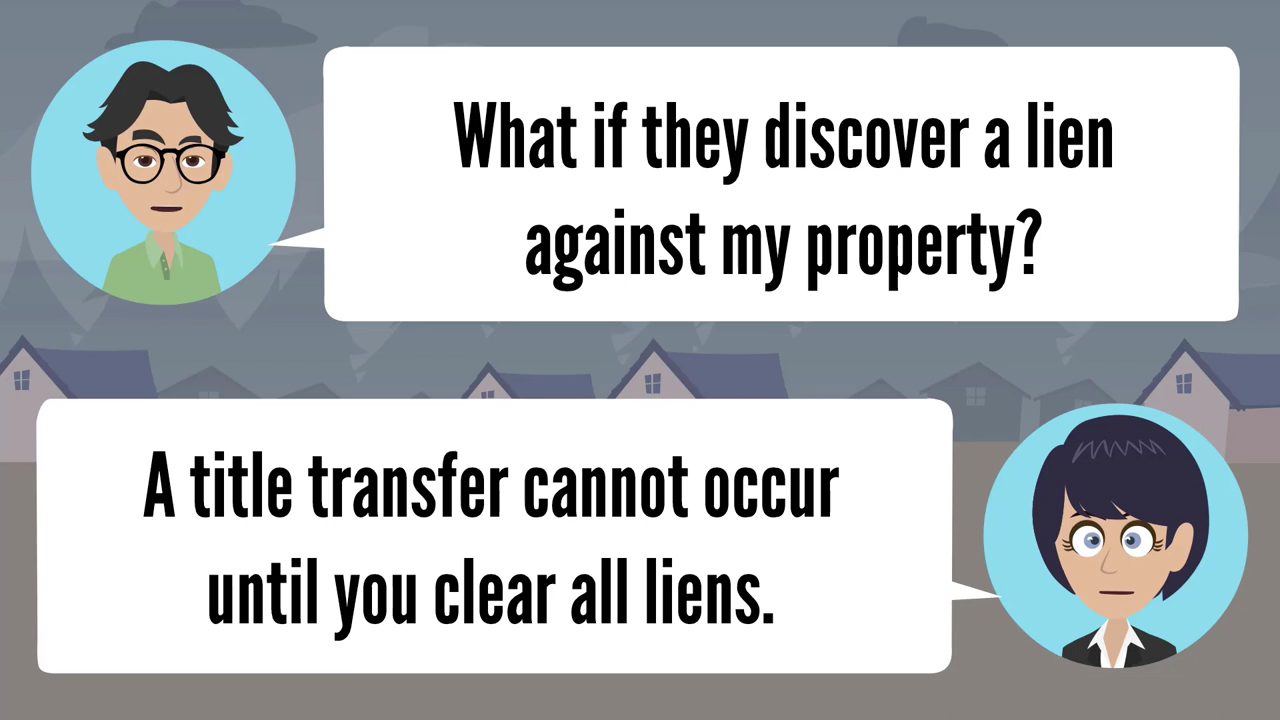 What if they discover a lien
against my property?
A title transfer cannot occur
until you clear all liens.